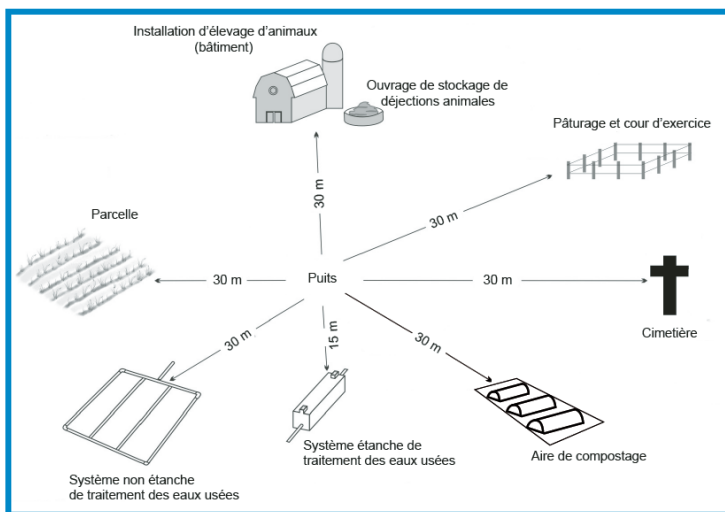 Installation d'élevage d'animaux
(bâtiment)
Ouvrage de stockage de
déjections animales
Pâturage et cour d'exercice
30 m
30 m
Parcelle
30 m
Puits
30 m
Cimetière
30 m
15 m
30 m
Système étanche de
traitement des eaux usées
Aire de compostage
Système non étanche
de traitement des eaux usées